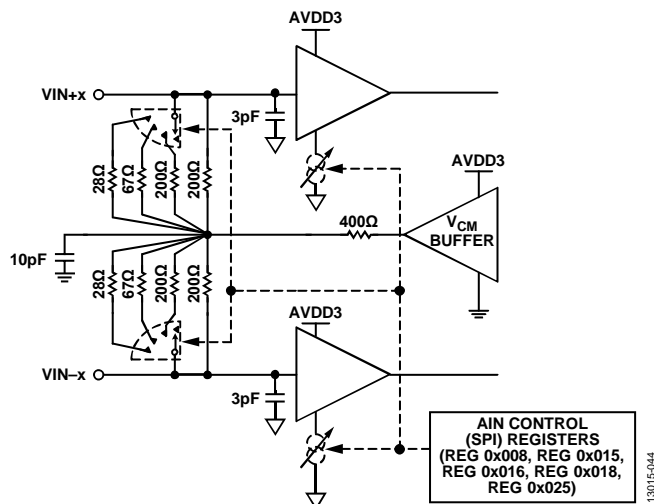 AVDD3
VIN+x
3pF
28Ω
67Ω
200Ω
200Ω
AVDD3
400Ω
VCM
BUFFER
10pF
28Ω
67Ω
200Ω
200Ω
AVDD3
VIN–x
3pF
AIN CONTROL
(SPI) REGISTERS
(REG 0x008, REG 0x015,
REG 0x016, REG 0x018,
REG 0x025)
13015-044